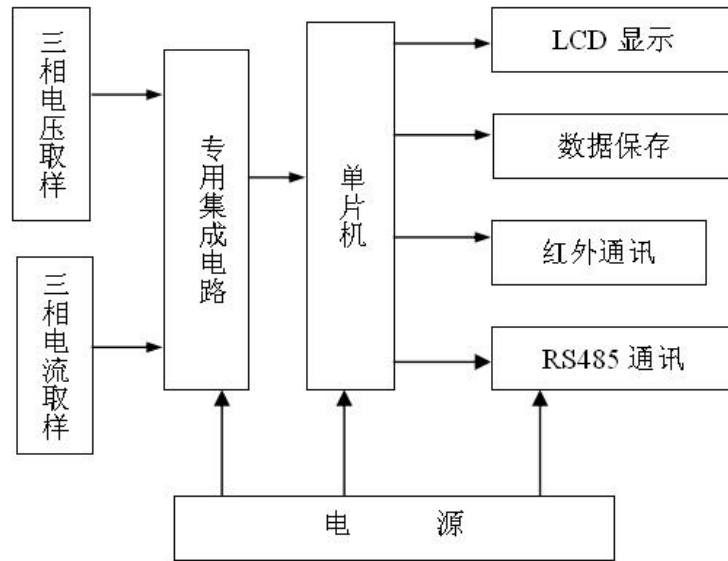 三相电压取样
三相电流取样
专用集成电路
单片机
LCD 显示
数据保存
红外通讯
RS485 通讯
电 源